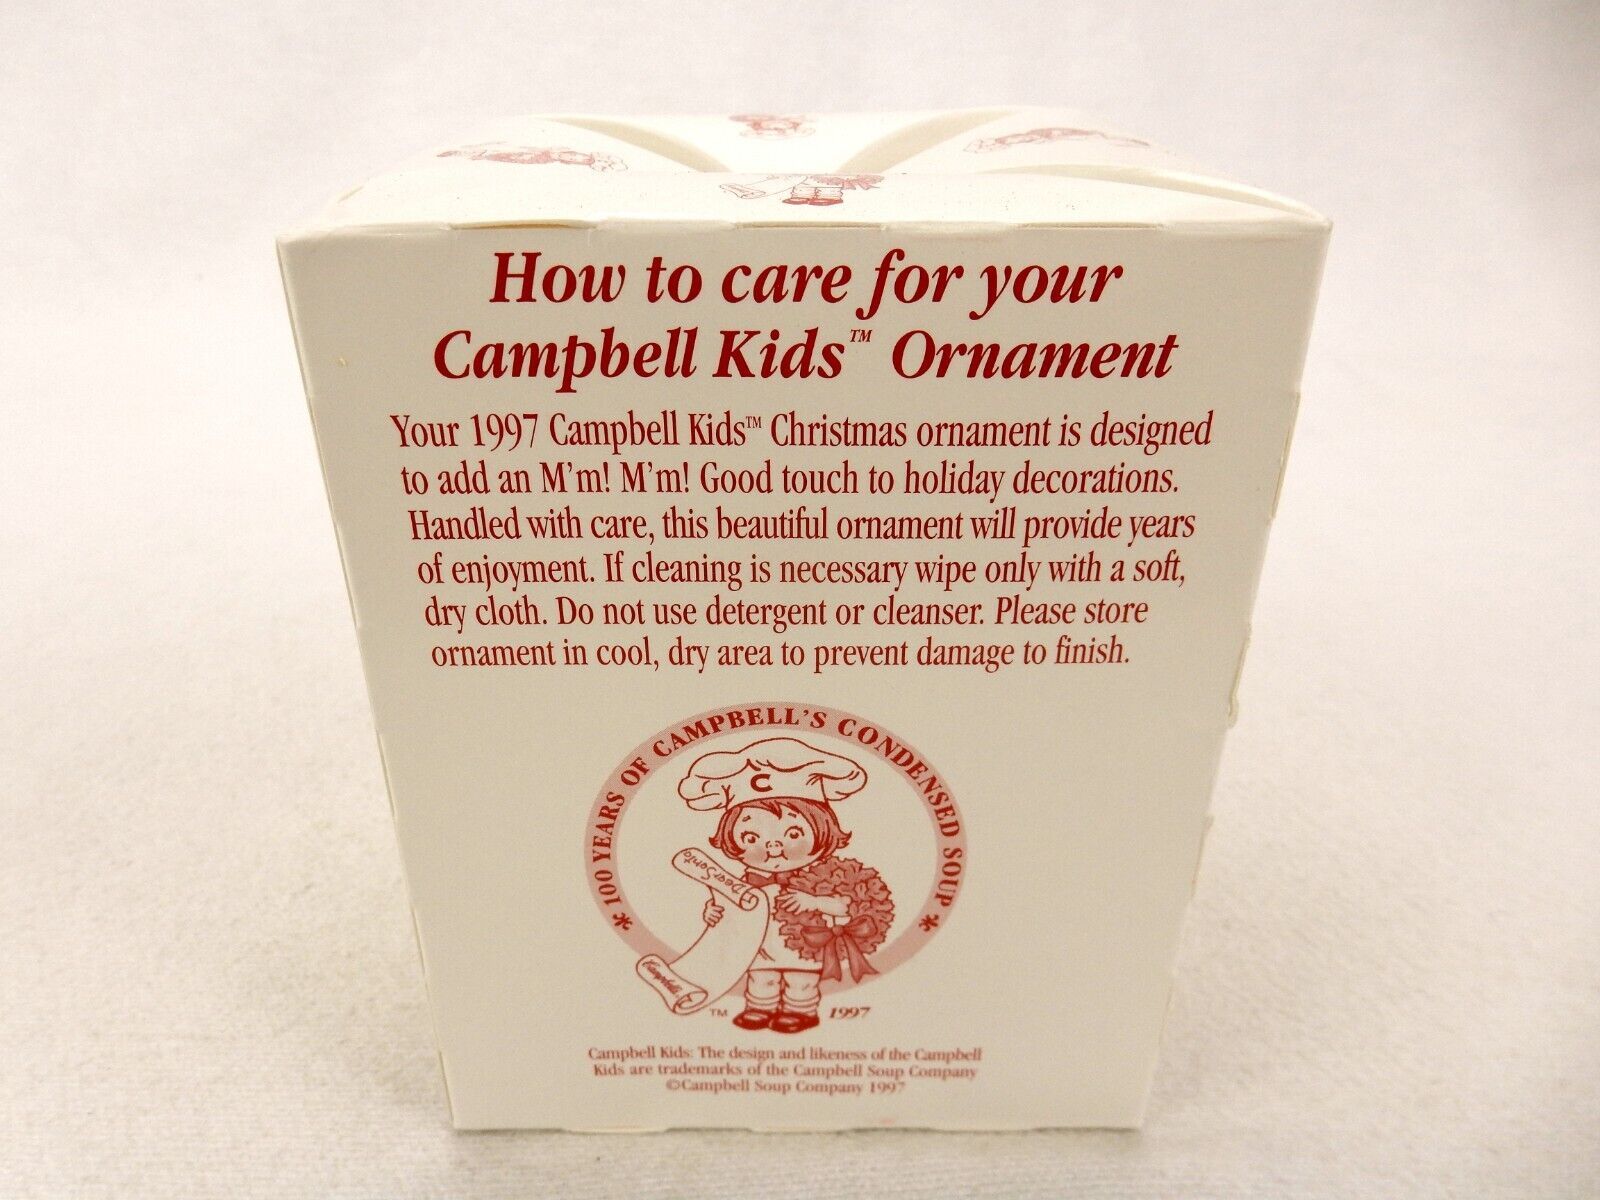 How to care for your
Campbell Kids™ Ornament
Your 1997 Campbell Kids™ Christmas ornament is designed
to add an M'm! M'm! Good touch to holiday decorations.
Handled with care, this beautiful ornament will provide years
of enjoyment. If cleaning is necessary wipe only with a soft,
dry cloth. Do not use detergent or cleanser. Please store
ornament in cool, dry area to prevent damage to finish.
* 100 YEARS OF CAMPBELL'S CONDENSED SOUP *
C
Dear Santa
Campbell's
™ 1997
Campbell Kids: The design and likeness of the Campbell
Kids are trademarks of the Campbell Soup Company
©Campbell Soup Company 1997